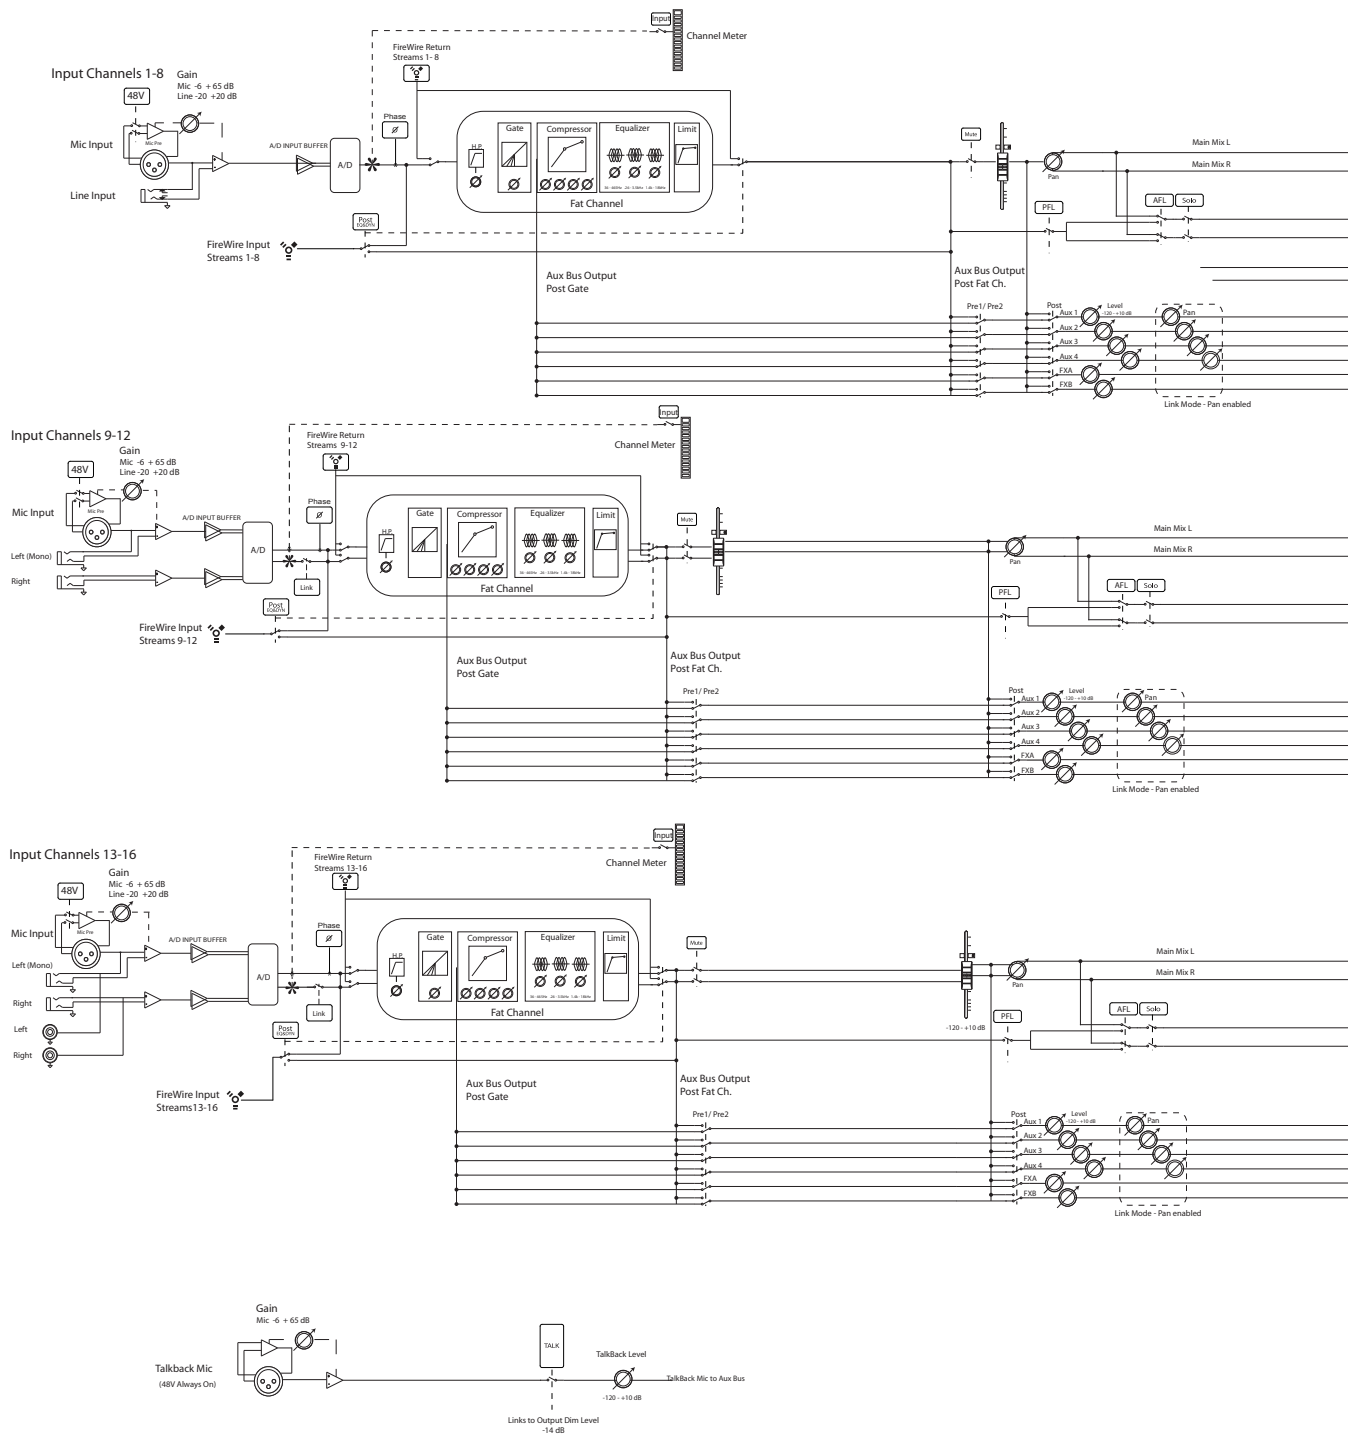 Input
Channel Meter
FireWire Return
Streams 1- 8
Input Channels 1-8
Gain
Mic -6 + 65 dB
Line -20 +20 dB
48V
Phase
ø
Mic Pre
Mic Input
A/D INPUT BUFFER
A/D
H.P.
Gate
Compressor
Equalizer
Limit
Fat Channel
Line Input
Mute
Pan
Main Mix L
Main Mix R
AFL
Solo
PFL
Post
EQ&DYN
FireWire Input
Streams 1-8
Aux Bus Output
Post Gate
Aux Bus Output
Post Fat Ch.
Pre1/ Pre2
Post
Level
-120 - +10 dB
Pan
Aux 1
Aux 2
Aux 3
Aux 4
FXA
FXB
Link Mode - Pan enabled
Input Channels 9-12
Input
Channel Meter
FireWire Return
Streams 9-12
Gain
Mic -6 + 65 dB
Line -20 +20 dB
48V
Phase
ø
Mic Pre
Mic Input
A/D INPUT BUFFER
A/D
Left (Mono)
Right
Link
H.P.
Gate
Compressor
Equalizer
Limit
Fat Channel
Mute
Pan
Main Mix L
Main Mix R
AFL
Solo
PFL
Post
EQ&DYN
FireWire Input
Streams 9-12
Aux Bus Output
Post Gate
Aux Bus Output
Post Fat Ch.
Pre1/ Pre2
Post
Level
-120 - +10 dB
Pan
Aux 1
Aux 2
Aux 3
Aux 4
FXA
FXB
Link Mode - Pan enabled
Input Channels 13-16
Input
Channel Meter
FireWire Return
Streams 13-16
Gain
Mic -6 + 65 dB
Line -20 +20 dB
48V
Phase
ø
Mic Pre
Mic Input
A/D INPUT BUFFER
A/D
Left (Mono)
Right
Left
Right
Link
H.P.
Gate
Compressor
Equalizer
Limit
Fat Channel
Mute
-120 - +10 dB
Pan
Main Mix L
Main Mix R
AFL
Solo
PFL
Post
EQ&DYN
FireWire Input
Streams13-16
Aux Bus Output
Post Gate
Aux Bus Output
Post Fat Ch.
Pre1/ Pre2
Post
Level
-120 - +10 dB
Pan
Aux 1
Aux 2
Aux 3
Aux 4
FXA
FXB
Link Mode - Pan enabled
Gain
Mic -6 + 65 dB
Talkback Mic
(48V Always On)
TALK
TalkBack Level
-120 - +10 dB
TalkBack Mic to Aux Bus
Links to Output Dim Level
-14 dB